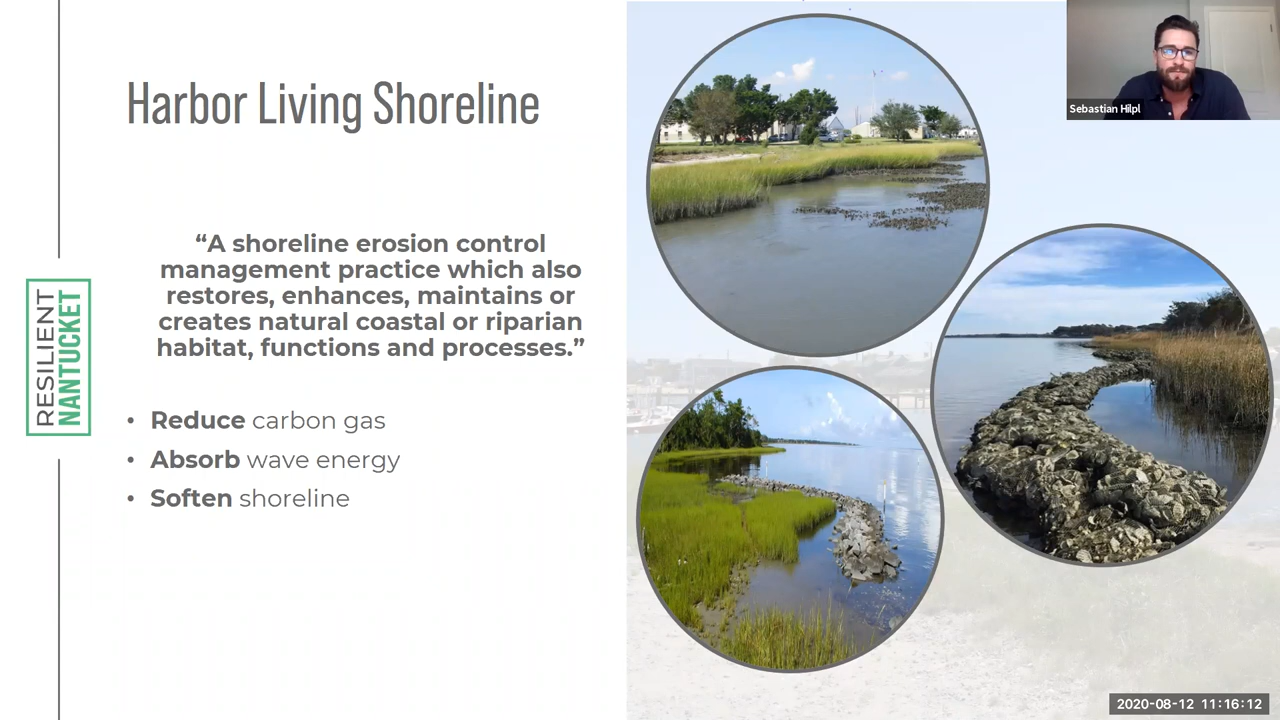 Harbor Living Shoreline
“A shoreline erosion control
management practice which also
restores, enhances, maintains or
creates natural coastal or riparian
habitat, functions and processes.”
• Reduce carbon gas
• Absorb wave energy
• Soften shoreline
RESILIENT
NANTUCKET
Sebastian Hilpl
2020-08-12 11:16:12